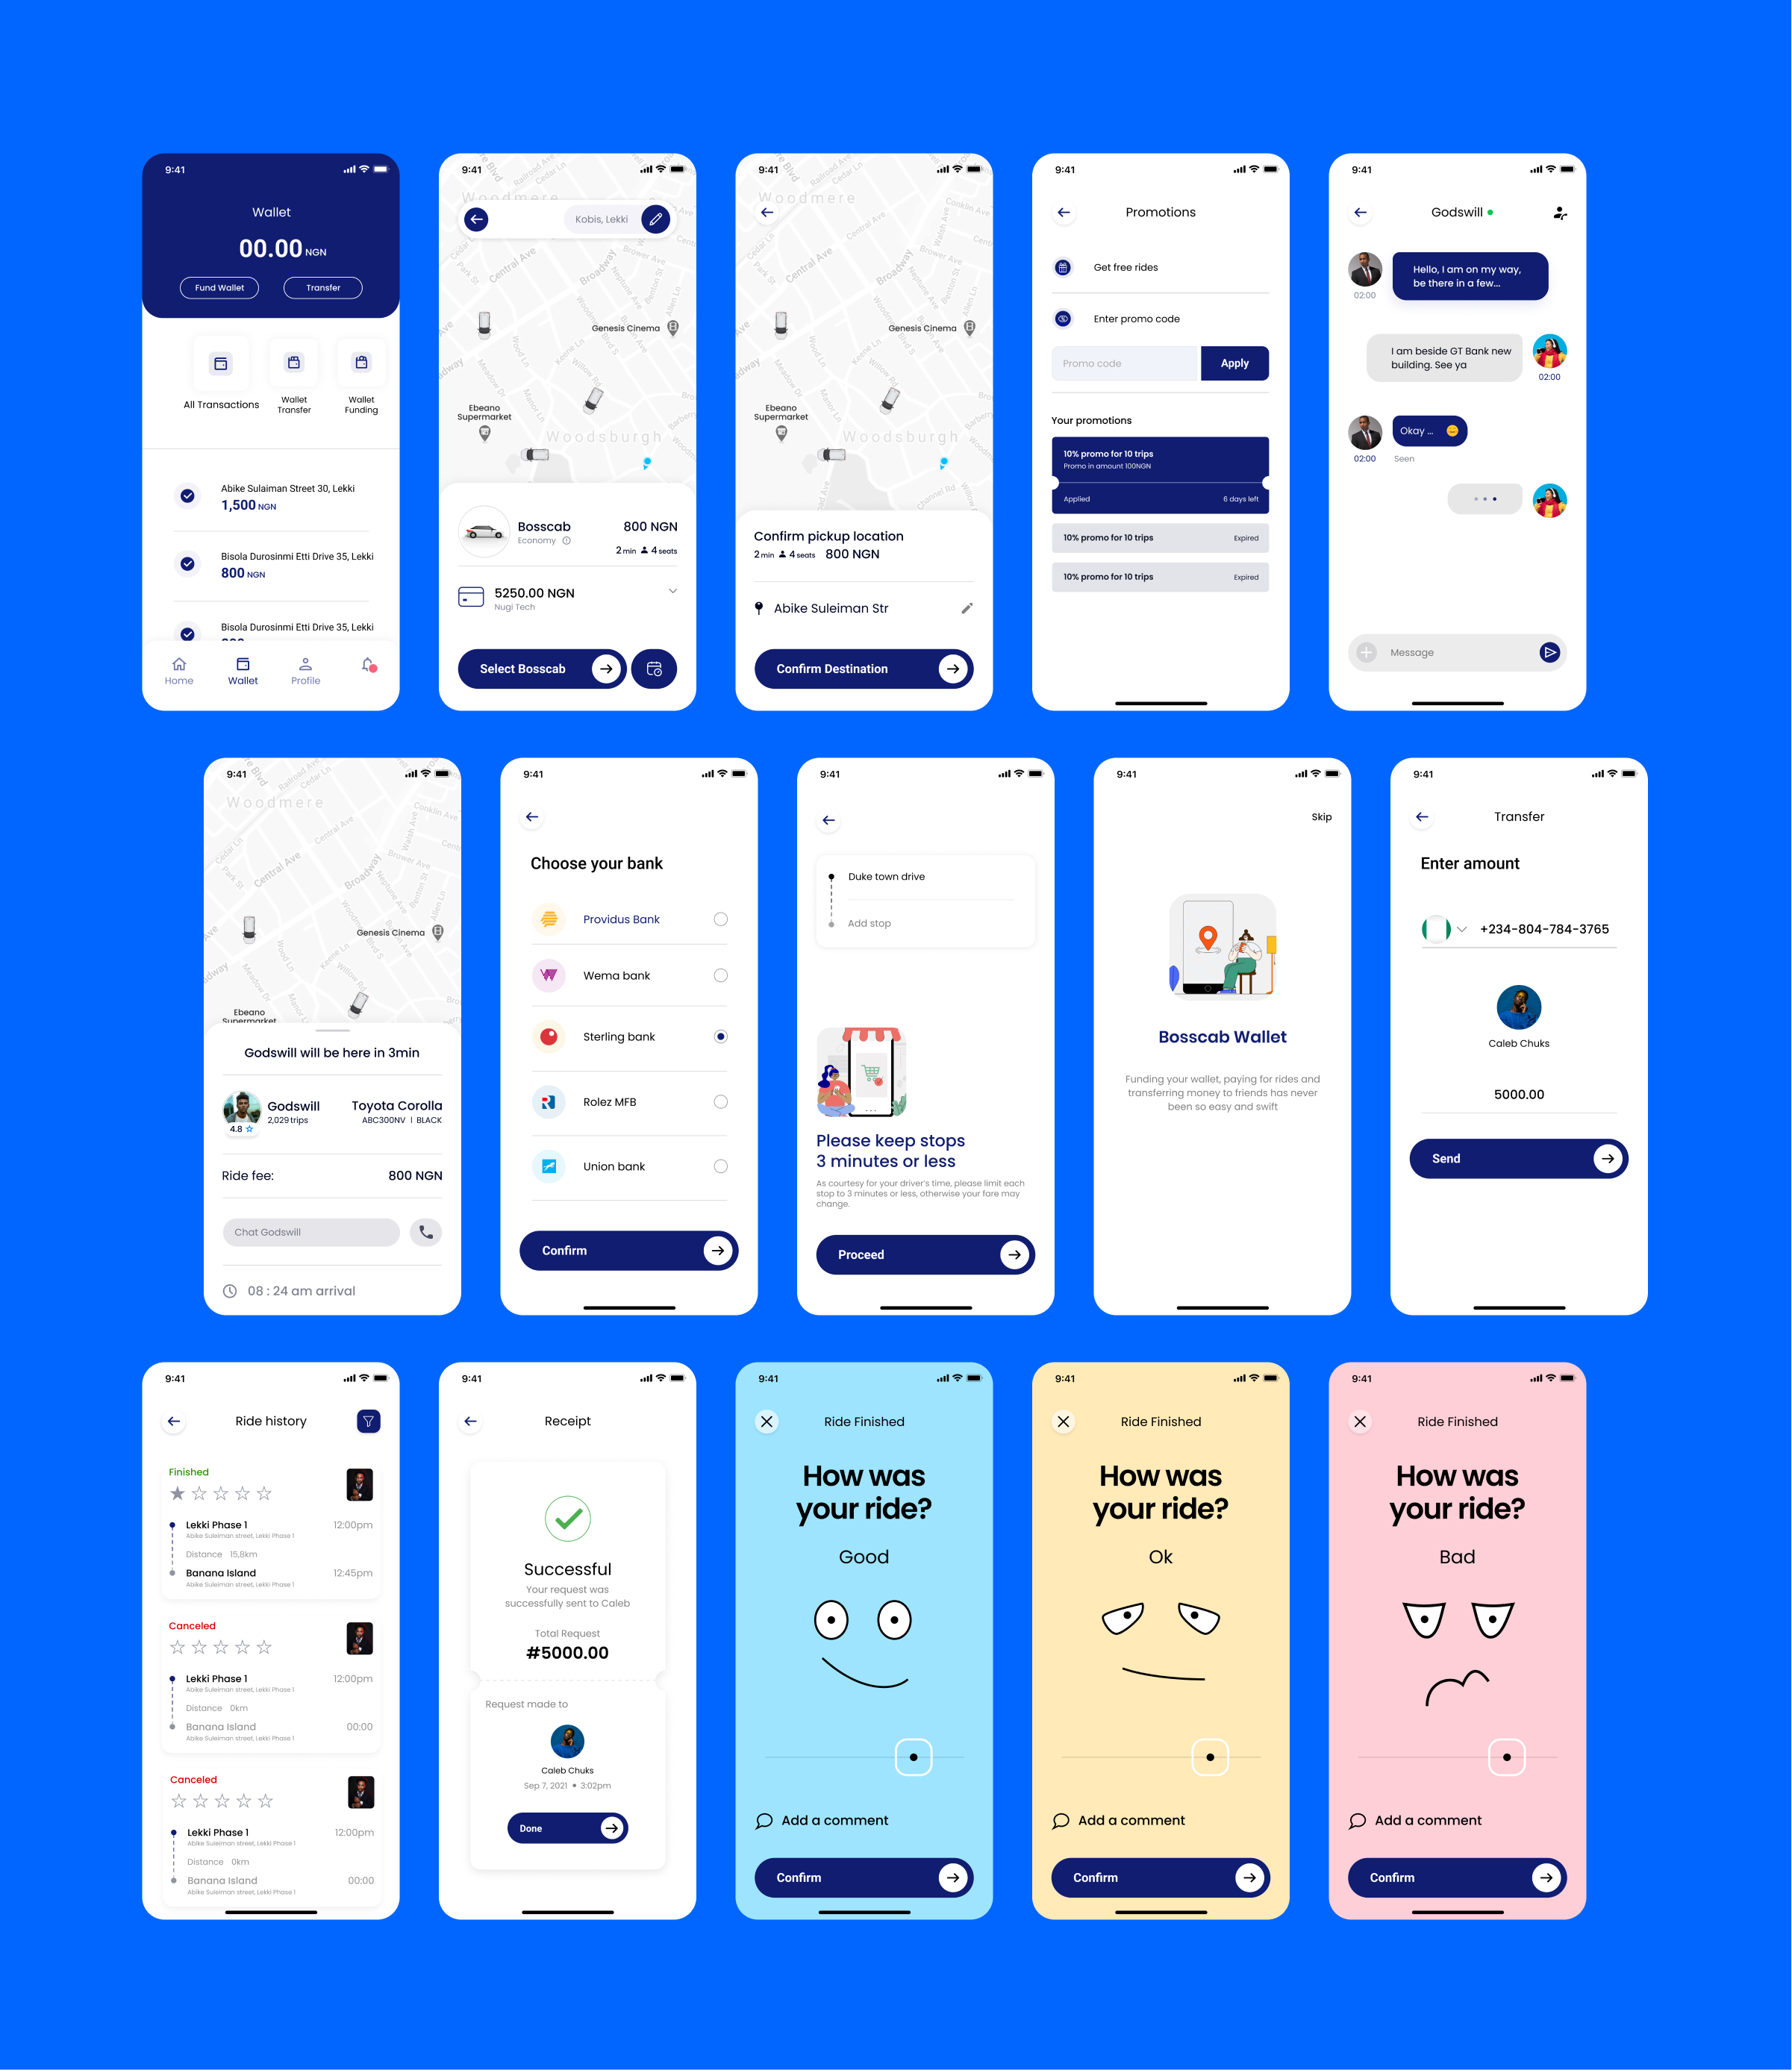 9:41
Wallet
00.00 NGN
Fund Wallet
Transfer
All Transactions
Wallet
Transfer
Wallet
Funding
Abike Sulaiman Street 30, Lekki
1,500 NGN
Bisola Durosinmi Etti Drive 35, Lekki
800 NGN
Bisola Durosinmi Etti Drive 35, Lekki
Home
Wallet
Profile
9:41
Woodmere
Kobis, Lekki
Central Ave
Broadway
Genesis Cinema
Ebeano
Supermarket
Woodsburgh
Bosscab
800 NGN
Economy
2 min 4 seats
5250.00 NGN
Nugi Tech
Select Bosscab
9:41
Woodmere
Central Ave
Broadway
Genesis Cinema
Ebeano
Supermarket
Woodsburgh
Confirm pickup location
2 min 4 seats 800 NGN
Abike Suleiman Str
Confirm Destination
9:41
Promotions
Get free rides
Enter promo code
Promo code
Apply
Your promotions
10% promo for 10 trips
Promo in amount 100NGN
Applied
6 days left
10% promo for 10 trips
Expired
10% promo for 10 trips
Expired
9:41
Godswill
Hello, I am on my way,
be there in a few...
02:00
I am beside GT Bank new
building. See ya
02:00
Okay ...
02:00
Seen
Message
9:41
Woodmere
Central Ave
Broadway
Genesis Cinema
Ebeano
Supermarket
Godswill will be here in 3min
Godswill
Toyota Corolla
2,029 trips
ABC300NV | BLACK
4.8
Ride fee:
800 NGN
Chat Godswill
08 : 24 am arrival
9:41
Choose your bank
Providus Bank
Wema bank
Sterling bank
Rolez MFB
Union bank
Confirm
9:41
Duke town drive
Add stop
Please keep stops
3 minutes or less
As courtesy for your driver's time, please limit each
stop to 3 minutes or less, otherwise your fare may
change.
Proceed
9:41
Skip
Bosscab Wallet
Funding your wallet, paying for rides and
transferring money to friends has never
been so easy and swift
9:41
Transfer
Enter amount
+234-804-784-3765
Caleb Chuks
5000.00
Send
9:41
Ride history
Finished
Lekki Phase 1
12:00pm
Abike Suleiman street, Lekki Phase 1
Distance 15,8km
Banana Island
12:45pm
Abike Suleiman street, Lekki Phase 1
Canceled
Lekki Phase 1
12:00pm
Abike Suleiman street, Lekki Phase 1
Distance 0km
Banana Island
00:00
Abike Suleiman street, Lekki Phase 1
Canceled
Lekki Phase 1
12:00pm
Abike Suleiman street, Lekki Phase 1
Distance 0km
Banana Island
00:00
Abike Suleiman street, Lekki Phase 1
9:41
Receipt
Successful
Your request was
successfully sent to Caleb
Total Request
#5000.00
Request made to
Caleb Chuks
Sep 7, 2021 • 3:02pm
Done
9:41
Ride Finished
How was
your ride?
Good
Add a comment
Confirm
9:41
Ride Finished
How was
your ride?
Ok
Add a comment
Confirm
9:41
Ride Finished
How was
your ride?
Bad
Add a comment
Confirm